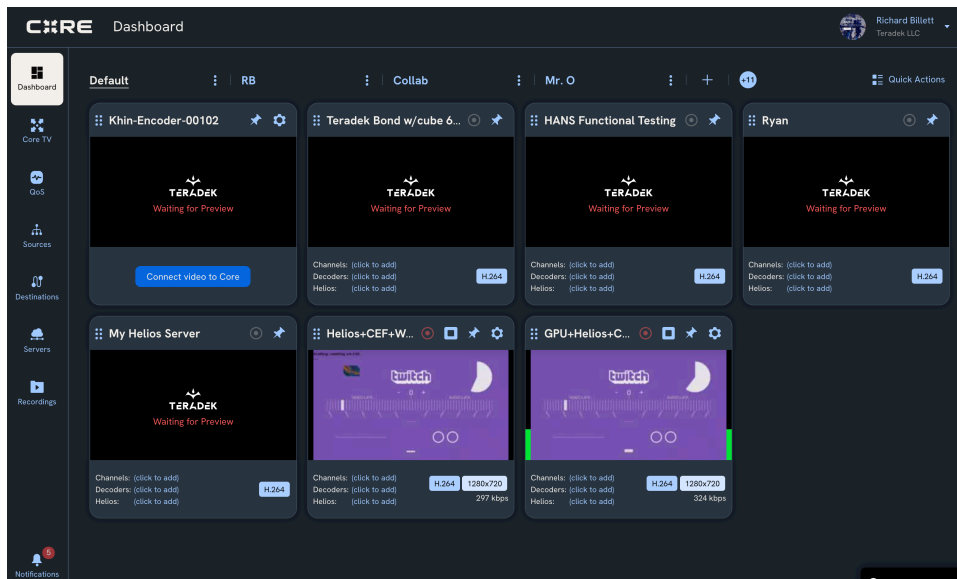 CORE
Dashboard
Richard Billett
Teradek LLC
Dashboard
Core TV
QoS
Sources
Destinations
Servers
Recordings
5
Notifications
Default
RB
Collab
Mr. O
+11
Quick Actions
Khin-Encoder-00102
TERADEK
Waiting for Preview
Connect video to Core
Teradek Bond w/cube 6...
TERADEK
Waiting for Preview
Channels: (click to add)
Decoders: (click to add)
Helios: (click to add)
H.264
HANS Functional Testing
TERADEK
Waiting for Preview
Channels: (click to add)
Decoders: (click to add)
Helios: (click to add)
H.264
Ryan
TERADEK
Waiting for Preview
Channels: (click to add)
Decoders: (click to add)
Helios: (click to add)
H.264
My Helios Server
TERADEK
Waiting for Preview
Channels: (click to add)
Decoders: (click to add)
Helios: (click to add)
H.264
Helios+CEF+W...
twitch
- 0 +
Channels: (click to add)
Decoders: (click to add)
Helios: (click to add)
H.264 1280x720
297 kbps
GPU+Helios+C...
twitch
- 0 +
Channels: (click to add)
Decoders: (click to add)
Helios: (click to add)
H.264 1280x720
324 kbps